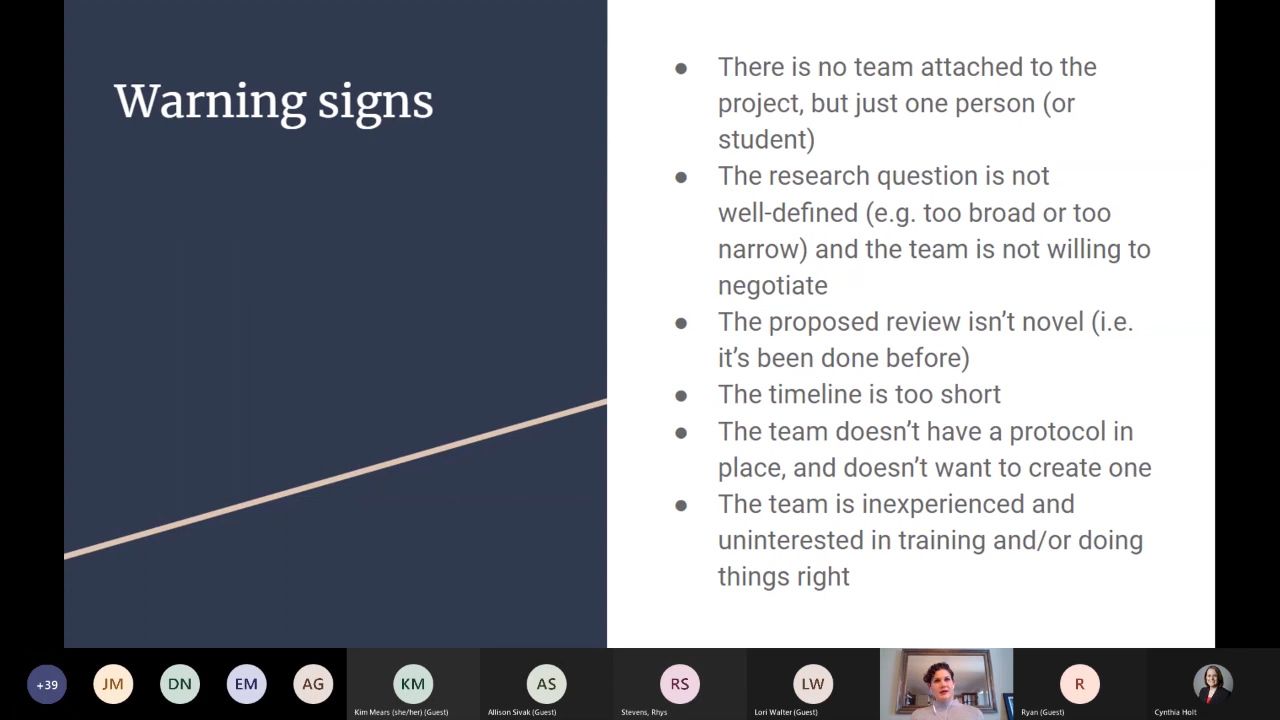 Warning signs
● There is no team attached to the
project, but just one person (or
student)
● The research question is not
well-defined (e.g. too broad or too
narrow) and the team is not willing to
negotiate
● The proposed review isn’t novel (i.e.
it’s been done before)
● The timeline is too short
● The team doesn’t have a protocol in
place, and doesn’t want to create one
● The team is inexperienced and
uninterested in training and/or doing
things right
+39
JM
DN
EM
AG
KM
AS
RS
LW
R
Kim Mears (she/her) (Guest)
Allison Sivak (Guest)
Stevens, Rhys
Lori Walter (Guest)
Ryan (Guest)
Cynthia Holt